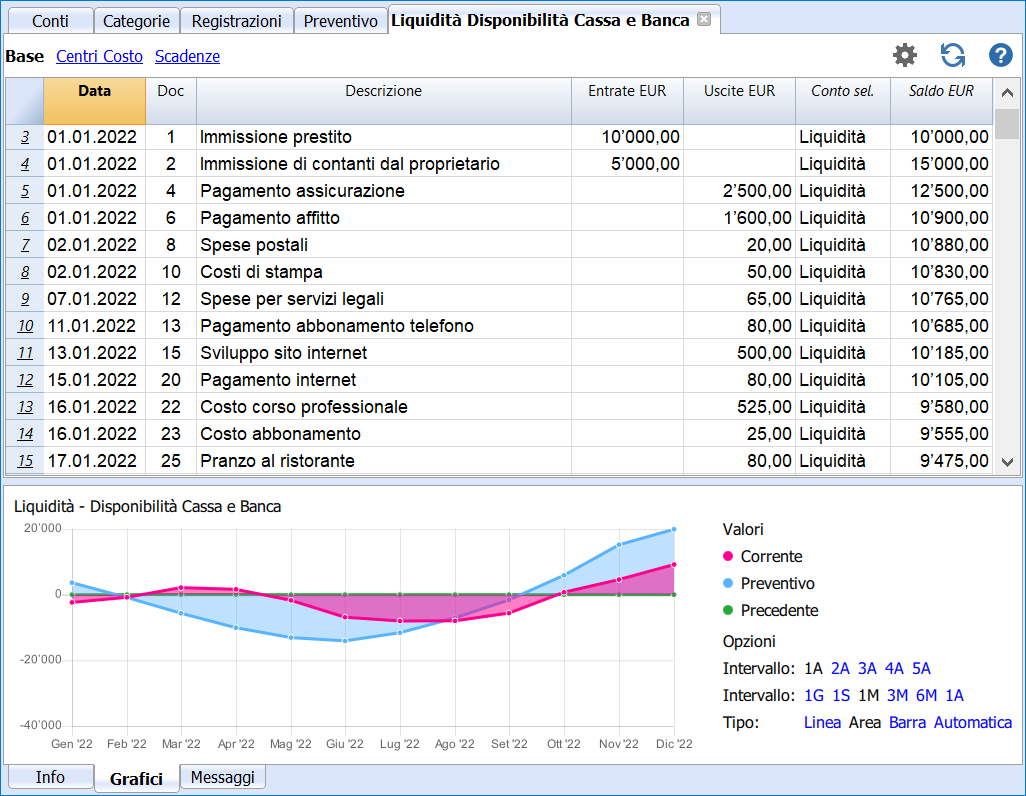 Conti Categorie Registrazioni Preventivo Liquidità Disponibilità Cassa e Banca
Base Centri Costo Scadenze ?
Data Doc Descrizione Entrate EUR Uscite EUR Conto sel. Saldo EUR
3 01.01.2022 1 Immissione prestito 10’000,00 Liquidità 10’000,00
4 01.01.2022 2 Immissione di contanti dal proprietario 5’000,00 Liquidità 15’000,00
5 01.01.2022 4 Pagamento assicurazione 2’500,00 Liquidità 12’500,00
6 01.01.2022 6 Pagamento affitto 1’600,00 Liquidità 10’900,00
7 02.01.2022 8 Spese postali 20,00 Liquidità 10’880,00
8 02.01.2022 10 Costi di stampa 50,00 Liquidità 10’830,00
9 07.01.2022 12 Spese per servizi legali 65,00 Liquidità 10’765,00
10 11.01.2022 13 Pagamento abbonamento telefono 80,00 Liquidità 10’685,00
11 13.01.2022 15 Sviluppo sito internet 500,00 Liquidità 10’185,00
12 15.01.2022 20 Pagamento internet 80,00 Liquidità 10’105,00
13 16.01.2022 22 Costo corso professionale 525,00 Liquidità 9’580,00
14 16.01.2022 23 Costo abbonamento 25,00 Liquidità 9’555,00
15 17.01.2022 25 Pranzo al ristorante 80,00 Liquidità 9’475,00
Liquidità - Disponibilità Cassa e Banca
20’000
0
-20’000
-40’000
Gen '22 Feb '22 Mar '22 Apr '22 Mag '22 Giu '22 Lug '22 Ago '22 Set '22 Ott '22 Nov '22 Dic '22
Valori
Corrente
Preventivo
Precedente
Opzioni
Intervallo: 1A 2A 3A 4A 5A
Intervallo: 1G 1S 1M 3M 6M 1A
Tipo: Linea Area Barra Automatica
Info Grafici Messaggi